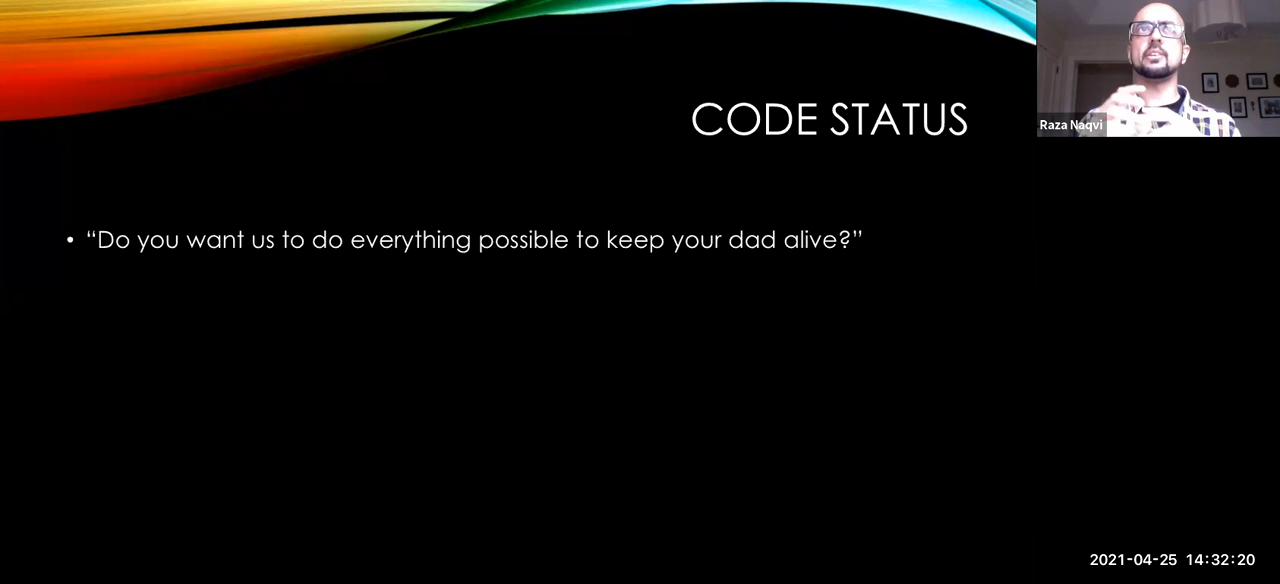 CODE STATUS
Raza Naqvi
• “Do you want us to do everything possible to keep your dad alive?”
2021-04-25 14:32:20